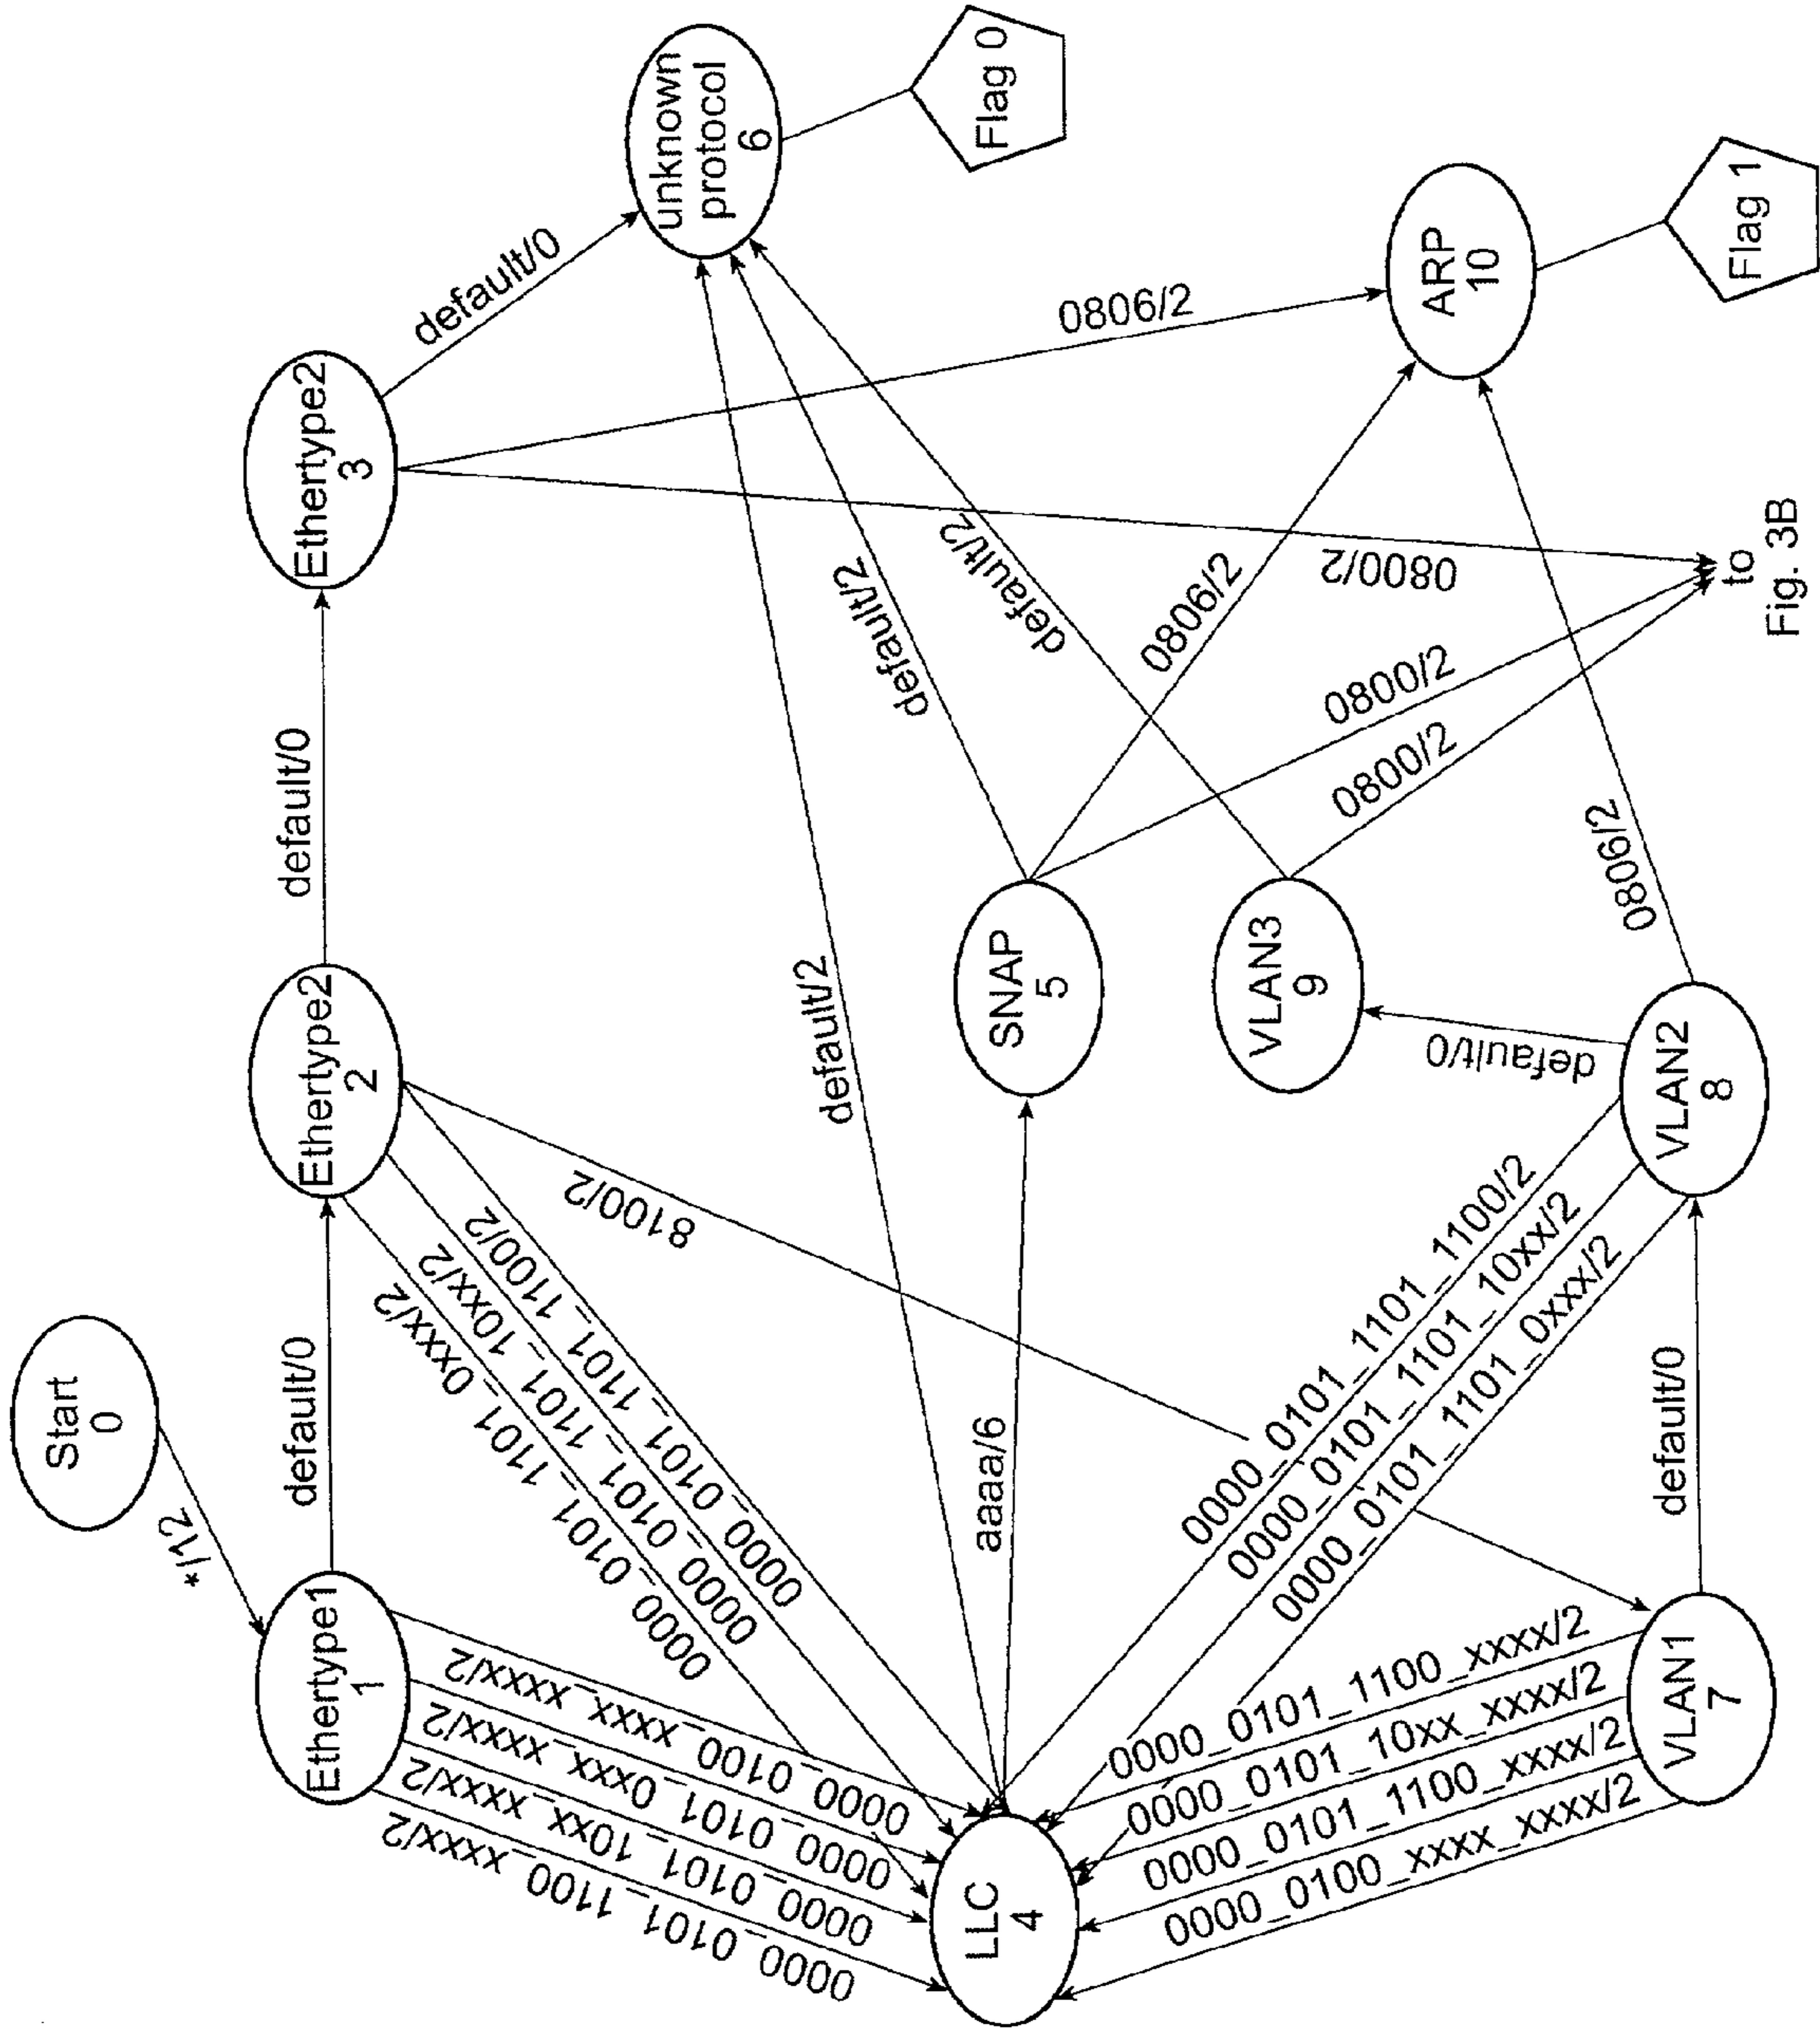 Start
0
*/12
Ethertype1
1
default/0
Ethertype2
2
default/0
Ethertype2
3
default/0
unknown
protocol
6
Flag 0
0000_0101_1100_xxxx/2
0000_0101_10xx_xxxx/2
0000_0101_0xxx_xxxx/2
0000_0100_xxxx_xxxx/2
0000_0101_1101_0xxx/2
0000_0101_1101_10xx/2
0000_0101_1101_1100/2
8100/2
default/2
default/2
default/2
0806/2
0800/2
LLC
4
aaaa/6
SNAP
5
0806/2
0800/2
0800/2
VLAN3
9
ARP
10
Flag 1
0000_0101_1101_1100/2
0000_0101_1101_10xx/2
0000_0101_1101_0xxx/2
default/0
0806/2
0000_0101_1100_xxxx/2
0000_0101_10xx_xxxx/2
0000_0101_1100_xxxx/2
0000_0100_xxxx_xxxx/2
VLAN1
7
default/0
VLAN2
8
to
Fig. 3B